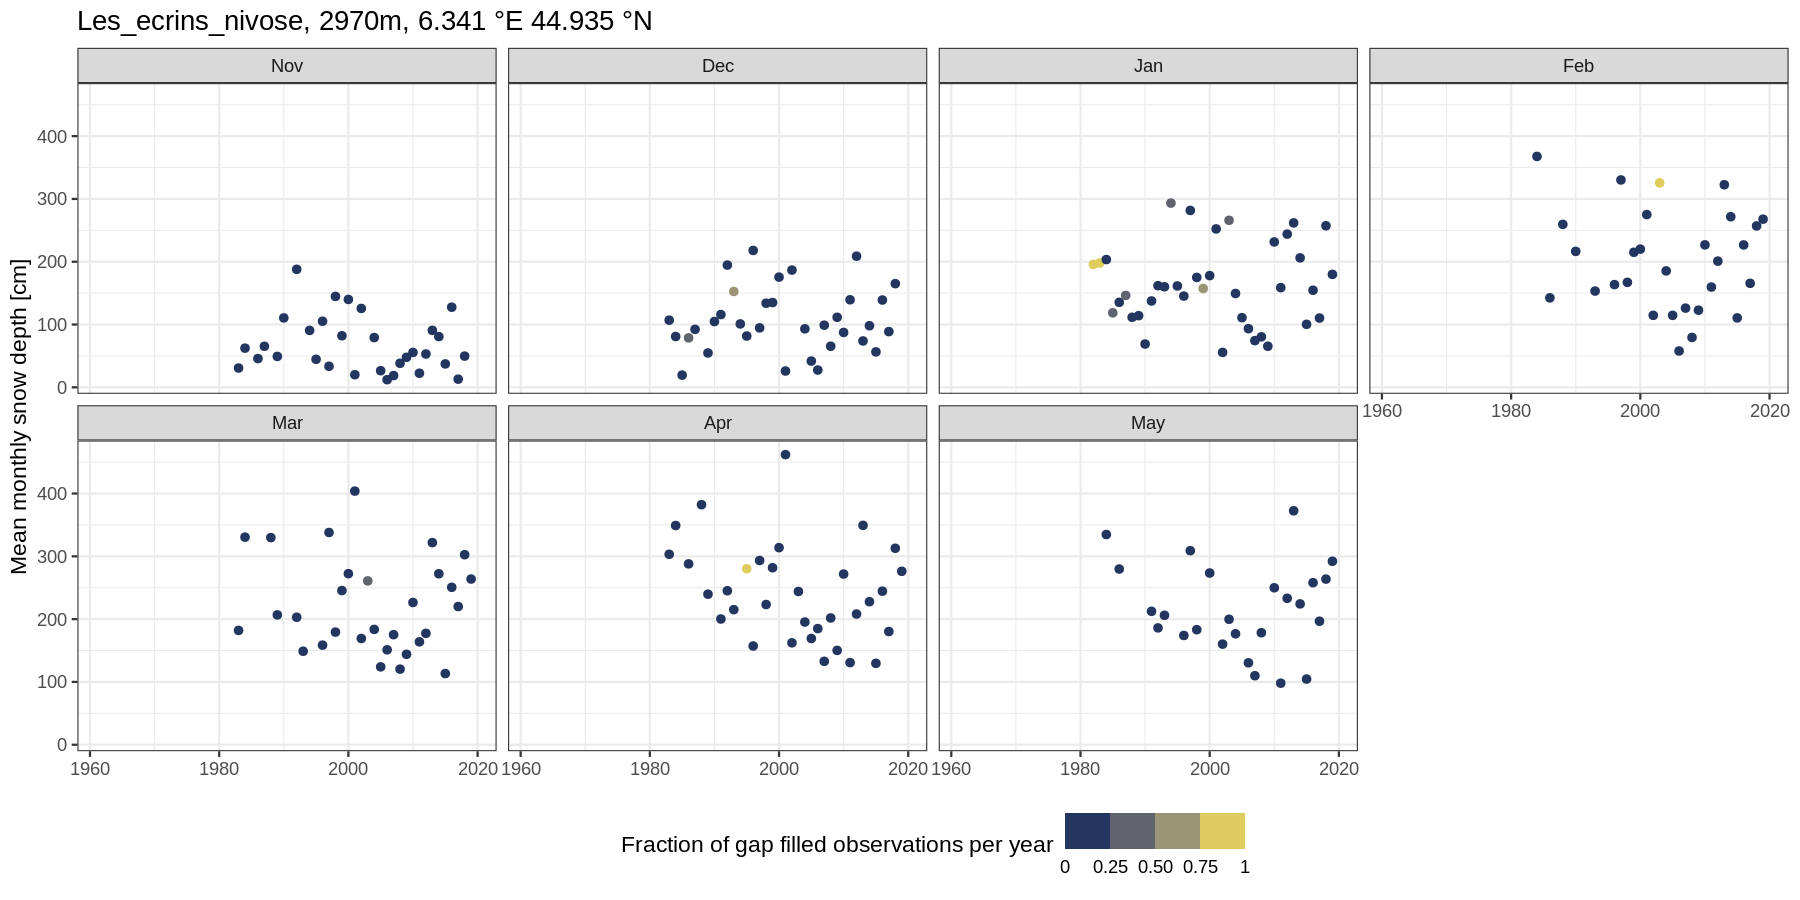 Les_ecrins_nivose, 2970m, 6.341 °E 44.935 °N
Nov
Dec
Jan
Feb
400
300
200
100
0
1960 1980 2000 2020
Mean monthly snow depth [cm]
Mar
Apr
May
400
300
200
100
0
1960 1980 2000 2020
1960 1980 2000 2020
1960 1980 2000 2020
Fraction of gap filled observations per year
0 0.25 0.50 0.75 1